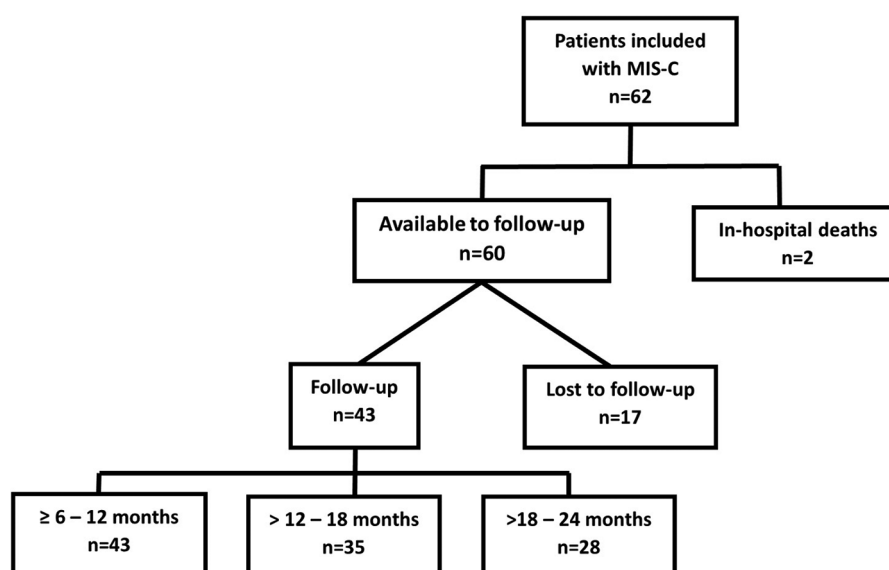 Patients included
with MIS-C
n=62
Available to follow-up
n=60
In-hospital deaths
n=2
Follow-up
n=43
Lost to follow-up
n=17
≥ 6 – 12 months
n=43
> 12 – 18 months
n=35
>18 – 24 months
n=28